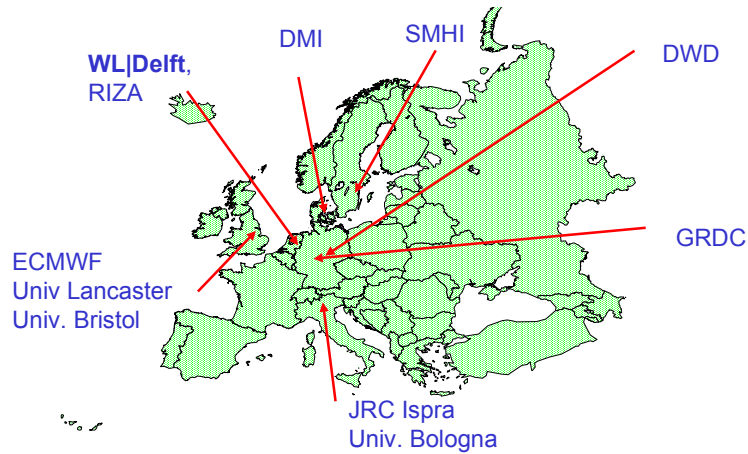 DMI
SMHI
DWD
WL|Delft,
RIZA
GRDC
ECMWF
Univ Lancaster
Univ. Bristol
JRC Ispra
Univ. Bologna